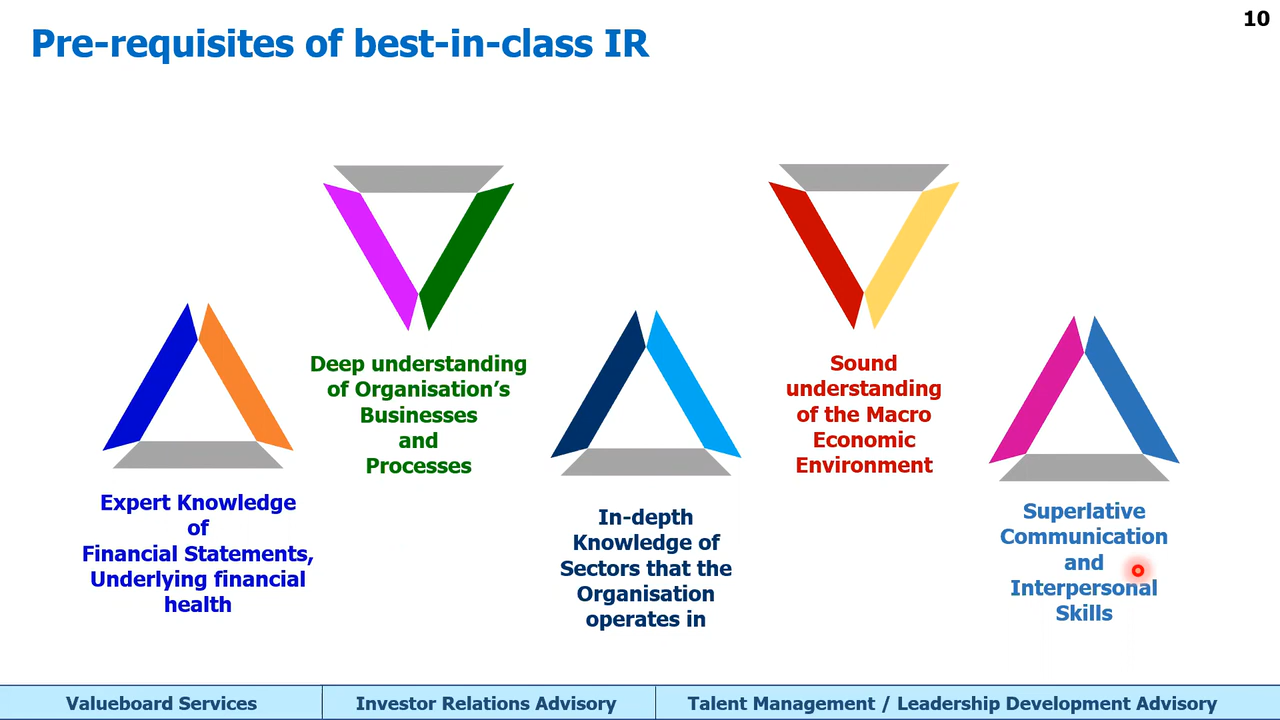 10
Pre-requisites of best-in-class IR
Expert Knowledge
of
Financial Statements,
Underlying financial
health
Deep understanding
of Organisation’s
Businesses
and
Processes
In-depth
Knowledge of
Sectors that the
Organisation
operates in
Sound
understanding
of the Macro
Economic
Environment
Superlative
Communication
and
Interpersonal
Skills
Valueboard Services
Investor Relations Advisory
Talent Management / Leadership Development Advisory